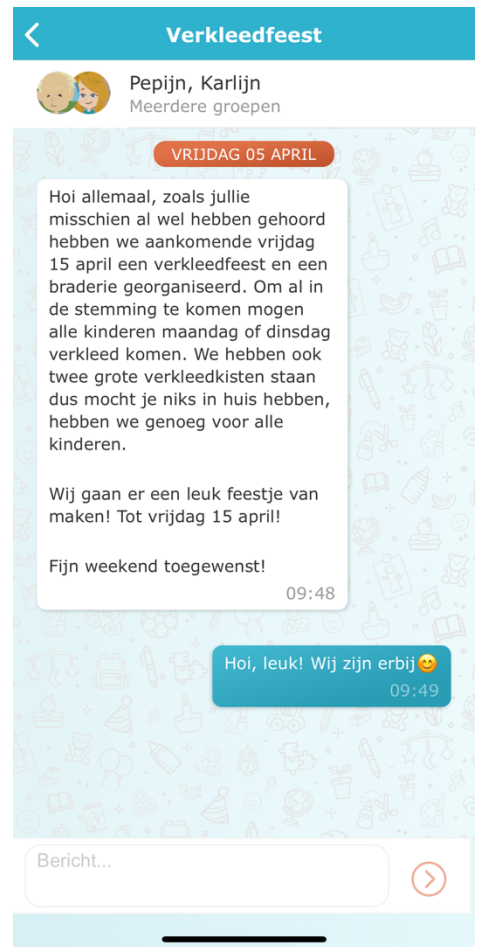 Verkleedfeest
Pepijn, Karlijn
Meerdere groepen
VRIJDAG 05 APRIL
Hoi allemaal, zoals jullie
misschien al wel hebben gehoord
hebben we aankomende vrijdag
15 april een verkleedfeest en een
braderie georganiseerd. Om al in
de stemming te komen mogen
alle kinderen maandag of dinsdag
verkleed komen. We hebben ook
twee grote verkleedkisten staan
dus mocht je niks in huis hebben,
hebben we genoeg voor alle
kinderen.
Wij gaan er een leuk feestje van
maken! Tot vrijdag 15 april!
Fijn weekend toegewenst!
09:48
Hoi, leuk! Wij zijn erbij😊
09:49
Bericht...